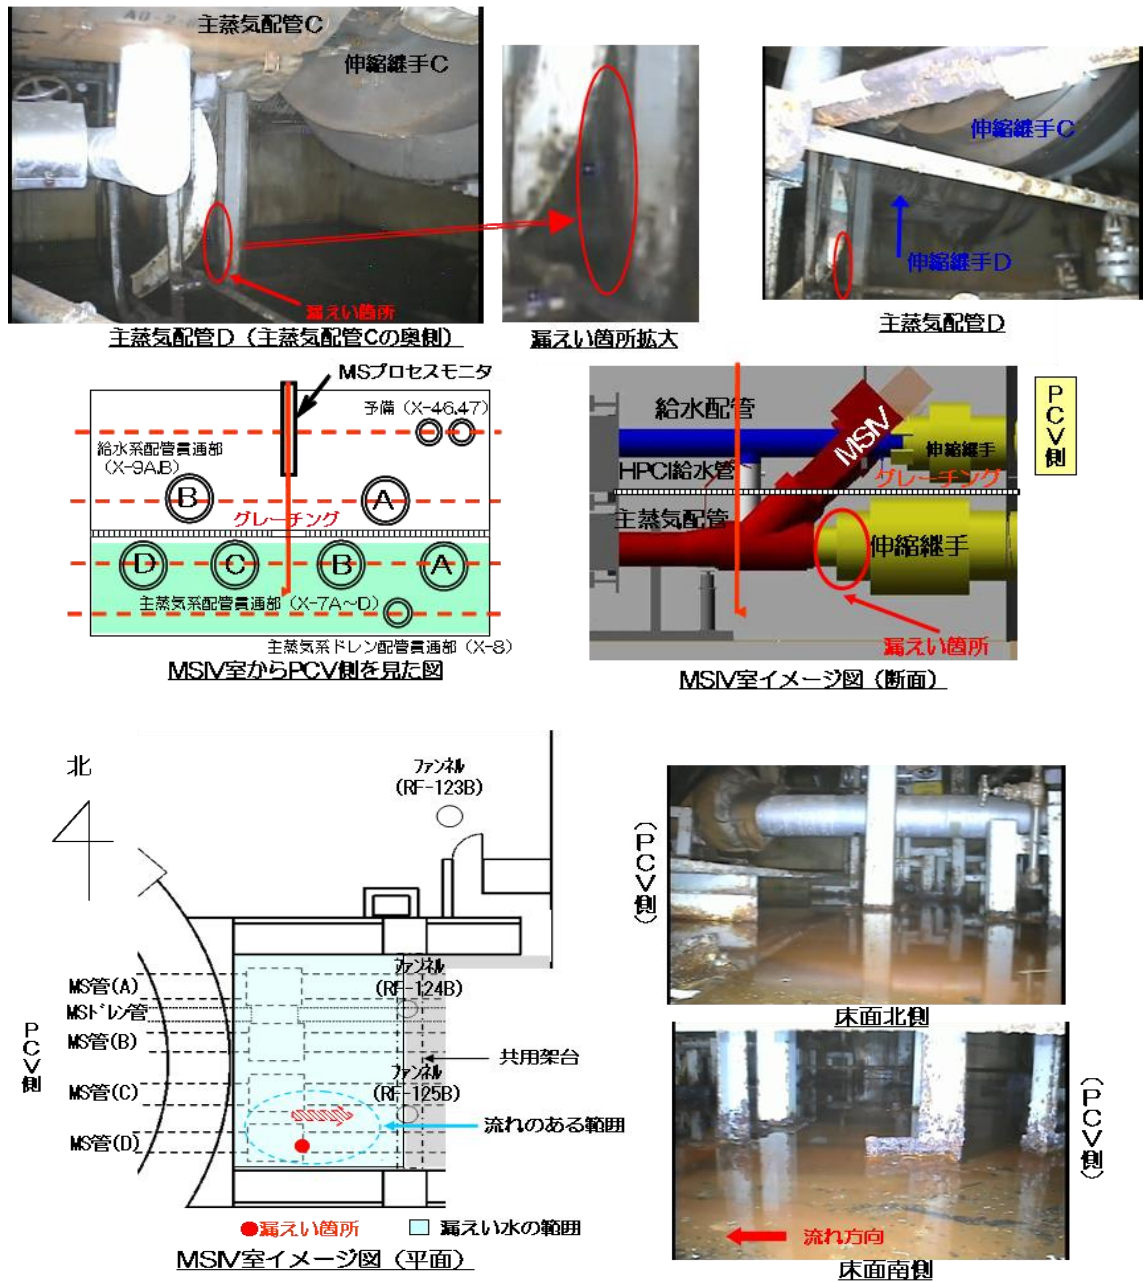 主蒸気配管C
伸縮継手C
漏えい箇所
主蒸気配管D（主蒸気配管Cの奥側）
漏えい箇所拡大
伸縮継手C
伸縮継手D
主蒸気配管D
MSプロセスモニタ
予備（X-46,47）
給水系配管貫通部
（X-9A,B）
B
A
グレーチング
D
C
B
A
主蒸気系配管貫通部（X-7A～D）
主蒸気系ドレン配管貫通部（X-8）
MSIV室からPCV側を見た図
給水配管
MSIV
伸縮継手
HPCI給水管
グレーチング
主蒸気配管
伸縮継手
漏えい箇所
PCV側
MSIV室イメージ図（断面）
北
ファンネル
(RF-123B)
ファンネル
(RF-124B)
MS管(A)
MSドレン管
MS管(B)
共用架台
ファンネル
(RF-125B)
MS管(C)
流れのある範囲
MS管(D)
PCV側
●漏えい箇所
漏えい水の範囲
MSIV室イメージ図（平面）
（PCV側）
床面北側
（PCV側）
流れ方向
床面南側